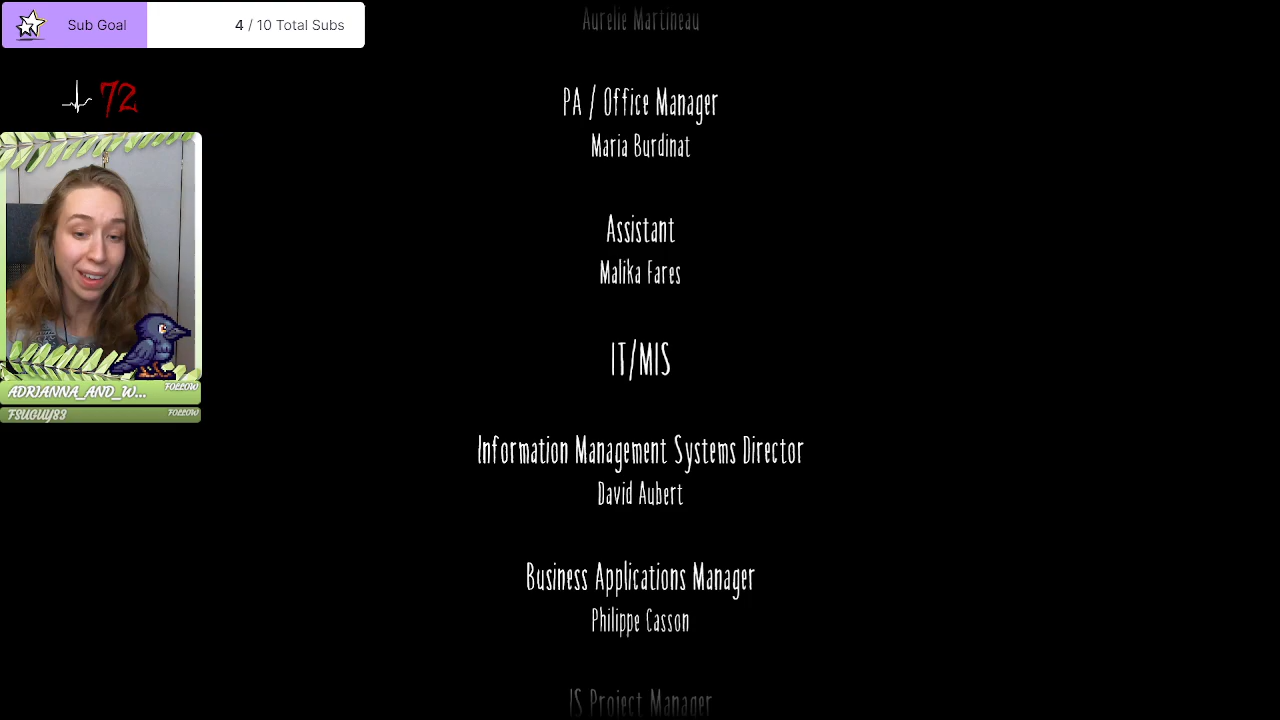 Sub Goal
4 / 10 Total Subs
72
ADRIANNA_AND_W...
FOLLOW
FSUGUY83
FOLLOW
Aurelie Martineau
PA / Office Manager
Maria Burdinat
Assistant
Malika Fares
IT/MIS
Information Management Systems Director
David Aubert
Business Applications Manager
Philippe Casson
IS Project Manager